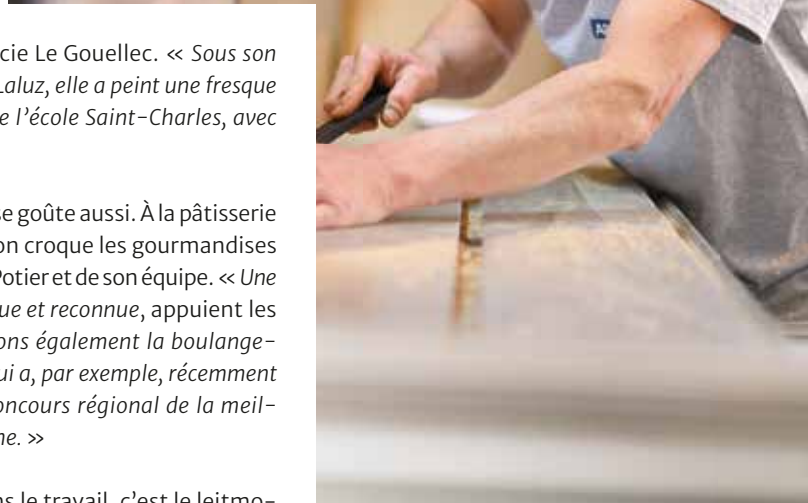 cie Le Gouellec. « Sous son
Laluz, elle a peint une fresque
e l'école Saint-Charles, avec
se goûte aussi. À la pâtisserie
on croque les gourmandises
Potier et de son équipe. « Une
ue et reconnue, appuient les
ons également la boulange-
ui a, par exemple, récemment
oncours régional de la meil-
ne. »
ns le travail, c'est le leitmo-